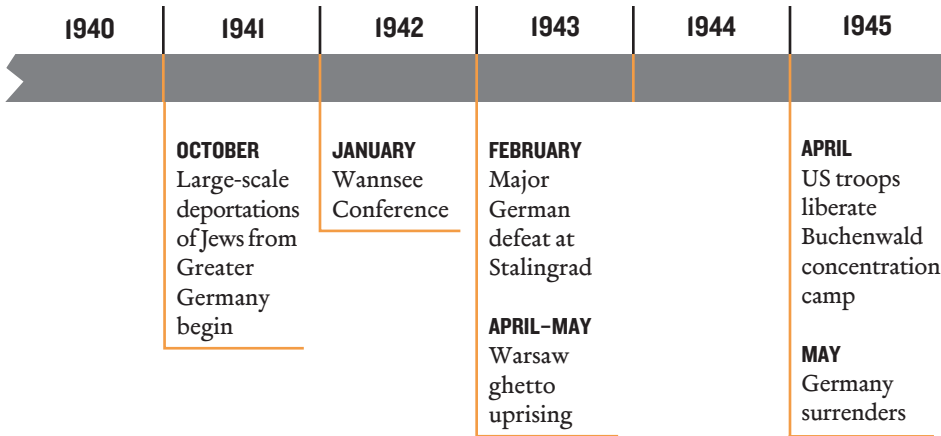 1940 1941 1942 1943 1944 1945
OCTOBER
Large-scale
deportations
of Jews from
Greater
Germany
begin
JANUARY
Wannsee
Conference
FEBRUARY
Major
German
defeat at
Stalingrad
APRIL–MAY
Warsaw
ghetto
uprising
APRIL
US troops
liberate
Buchenwald
concentration
camp
MAY
Germany
surrenders